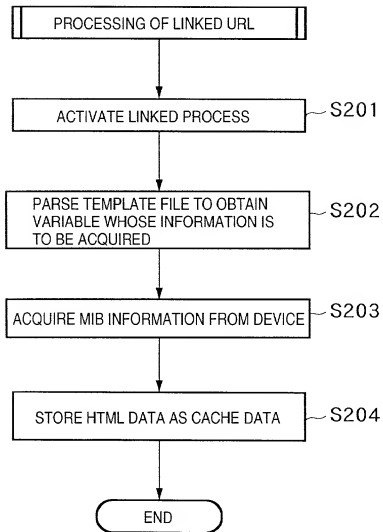 PROCESSING OF LINKED URL
ACTIVATE LINKED PROCESS
S201
PARSE TEMPLATE FILE TO OBTAIN
VARIABLE WHOSE INFORMATION IS
TO BE ACQUIRED
S202
ACQUIRE MIB INFORMATION FROM DEVICE
S203
STORE HTML DATA AS CACHE DATA
S204
END